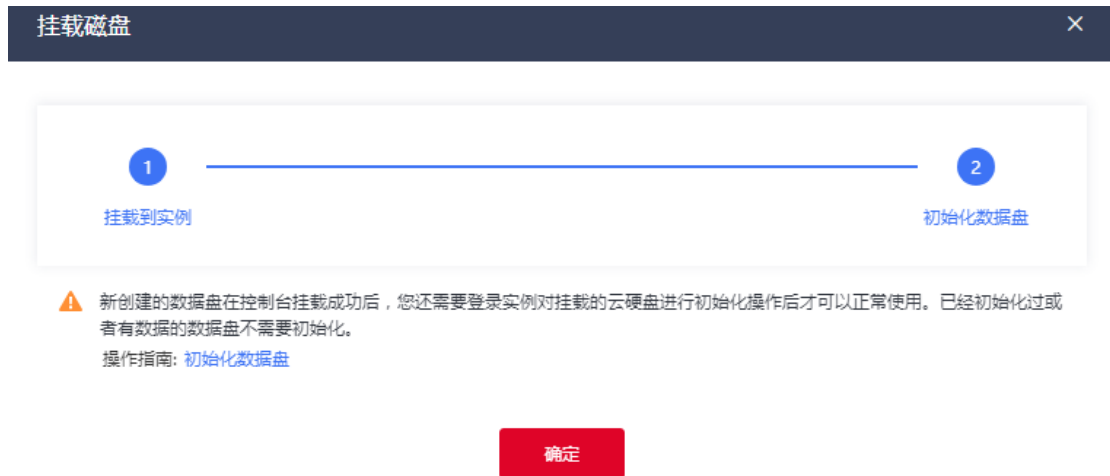 挂载磁盘
×
1
2
挂载到实例
初始化数据盘
新创建的数据盘在控制台挂载成功后，您还需要登录实例对挂载的云硬盘进行初始化操作后才可以正常使用。已经初始化过或
者有数据的数据盘不需要初始化。
操作指南: 初始化数据盘
确定